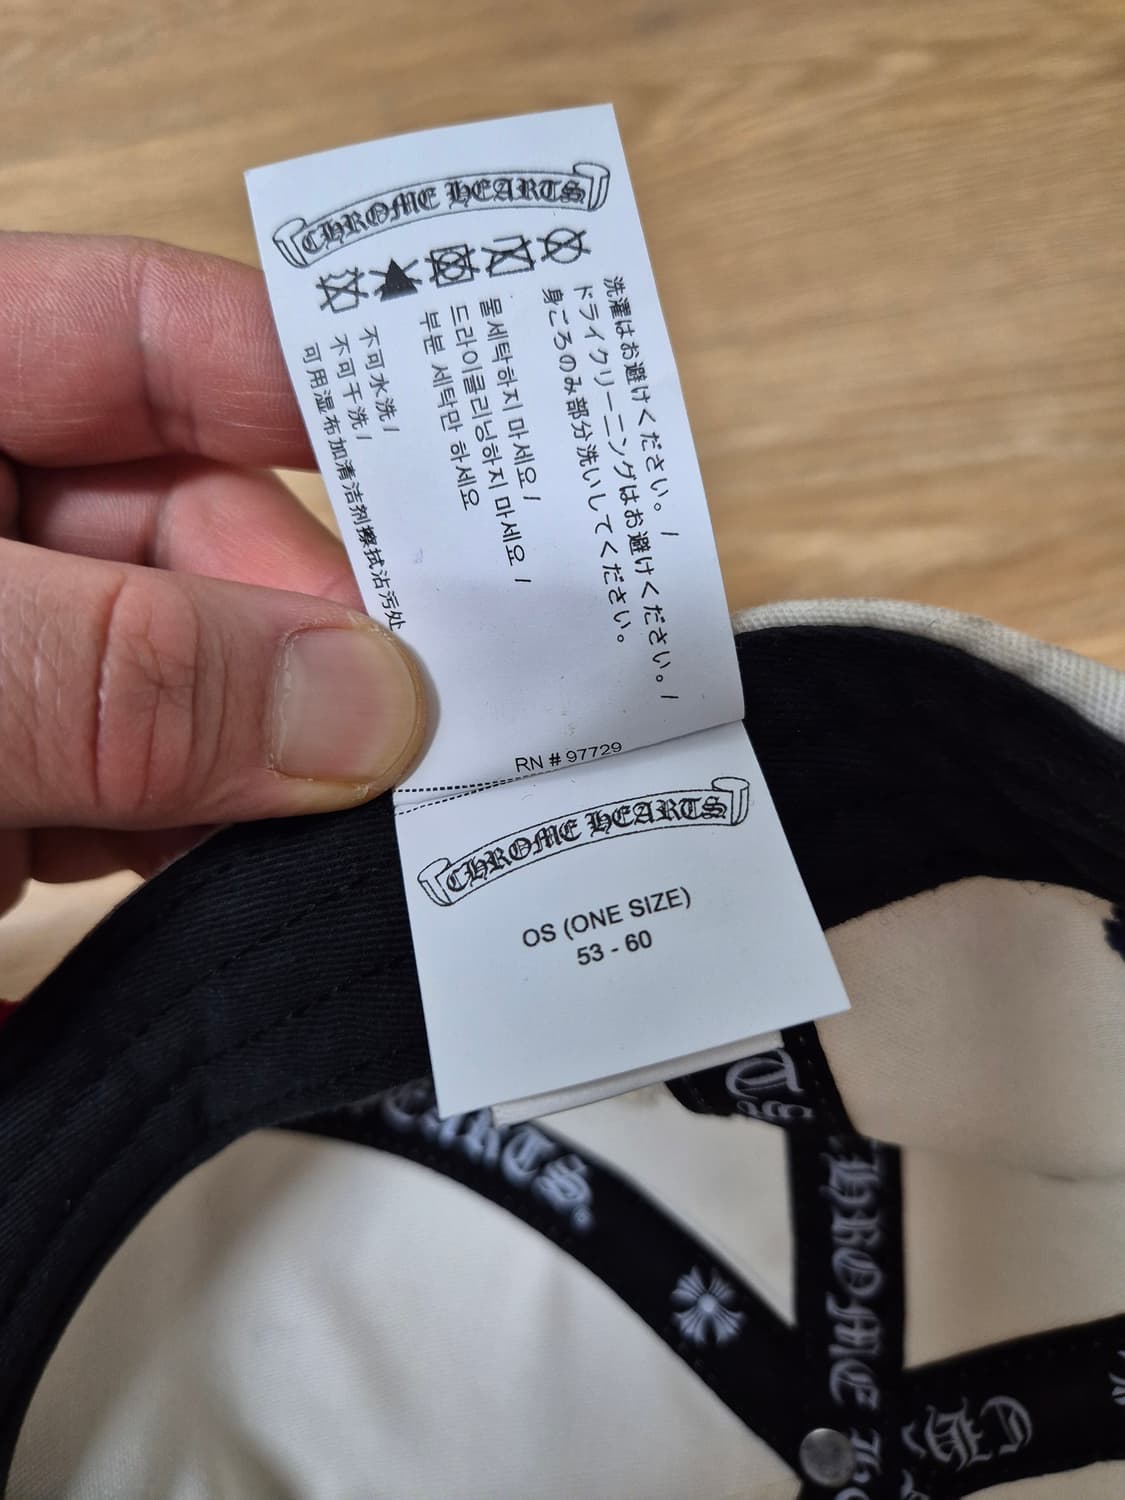 CHROME HEARTS
洗濯はお避けください。/
ドライクリーニングはお避けください。/
身ごろのみ部分洗いしてください。
물세탁하지 마세요 /
드라이클리닝하지 마세요 /
부분 세탁만 하세요
不可水洗 /
不可干洗 /
可用湿布加清洁剂擦拭沾污处
RN # 97729
CHROME HEARTS
OS (ONE SIZE)
53 - 60
HEARTS.
CHROME
CH